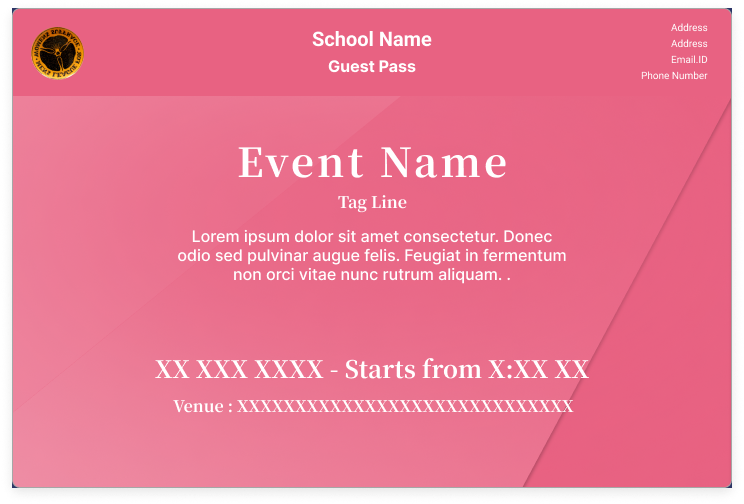 School Name
Guest Pass
Address
Address
Email.ID
Phone Number
Event Name
Tag Line
Lorem ipsum dolor sit amet consectetur. Donec
odio sed pulvinar augue felis. Feugiat in fermentum
non orci vitae nunc rutrum aliquam. .
XX XXX XXXX - Starts from X:XX XX
Venue : XXXXXXXXXXXXXXXXXXXXXXXXXXXXX